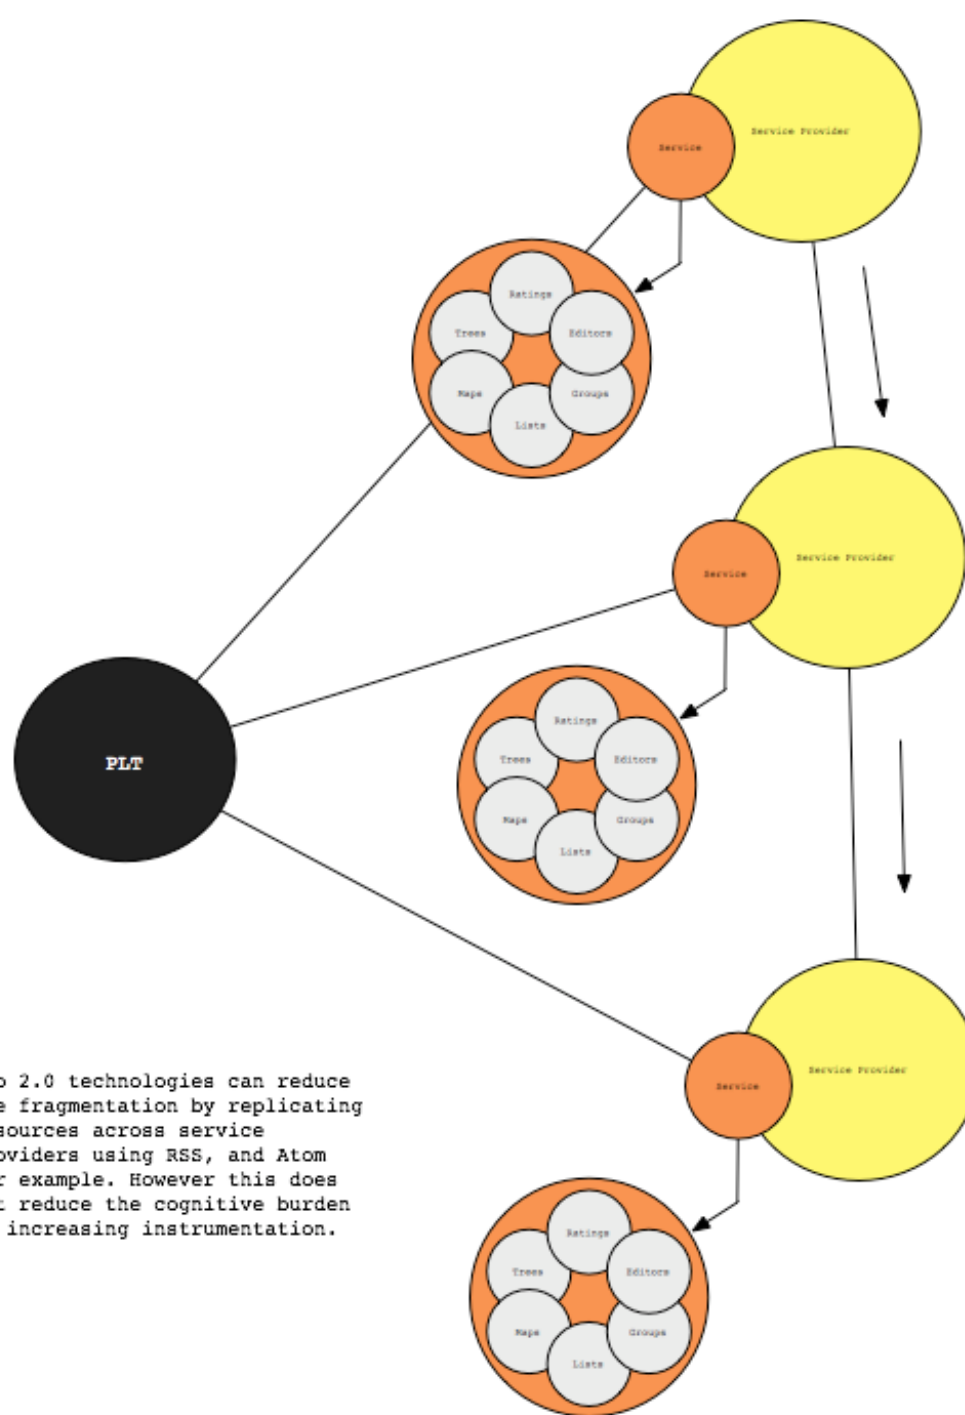 Service Provider
Service
Ratings
Trees
Editors
Maps
Groups
Lists
Service Provider
Service
Ratings
Trees
Editors
Maps
Groups
Lists
PLT
Service Provider
Service
Ratings
Trees
Editors
Maps
Groups
Lists
2.0 technologies can reduce
fragmentation by replicating
sources across service
oviders using RSS, and Atom
r example. However this does
t reduce the cognitive burden
increasing instrumentation.